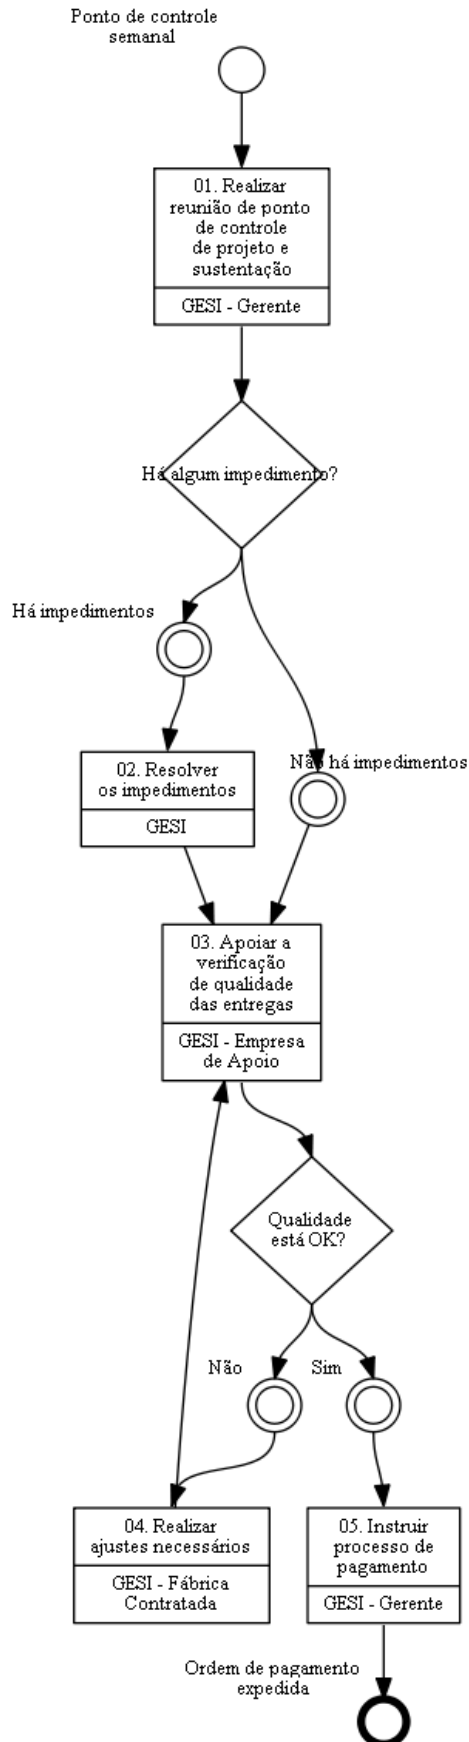 Ponto de controle
semanal
01. Realizar
reunião de ponto
de controle
de projeto e
sustentação
GESI - Gerente
Há algum impedimento?
Há impedimentos
02. Resolver
os impedimentos
GESI
Não há impedimentos
03. Apoiar a
verificação
de qualidade
das entregas
GESI - Empresa
de Apoio
Qualidade
está OK?
Não
Sim
04. Realizar
ajustes necessários
GESI - Fábrica
Contratada
05. Instruir
processo de
pagamento
GESI - Gerente
Ordem de pagamento
expedida